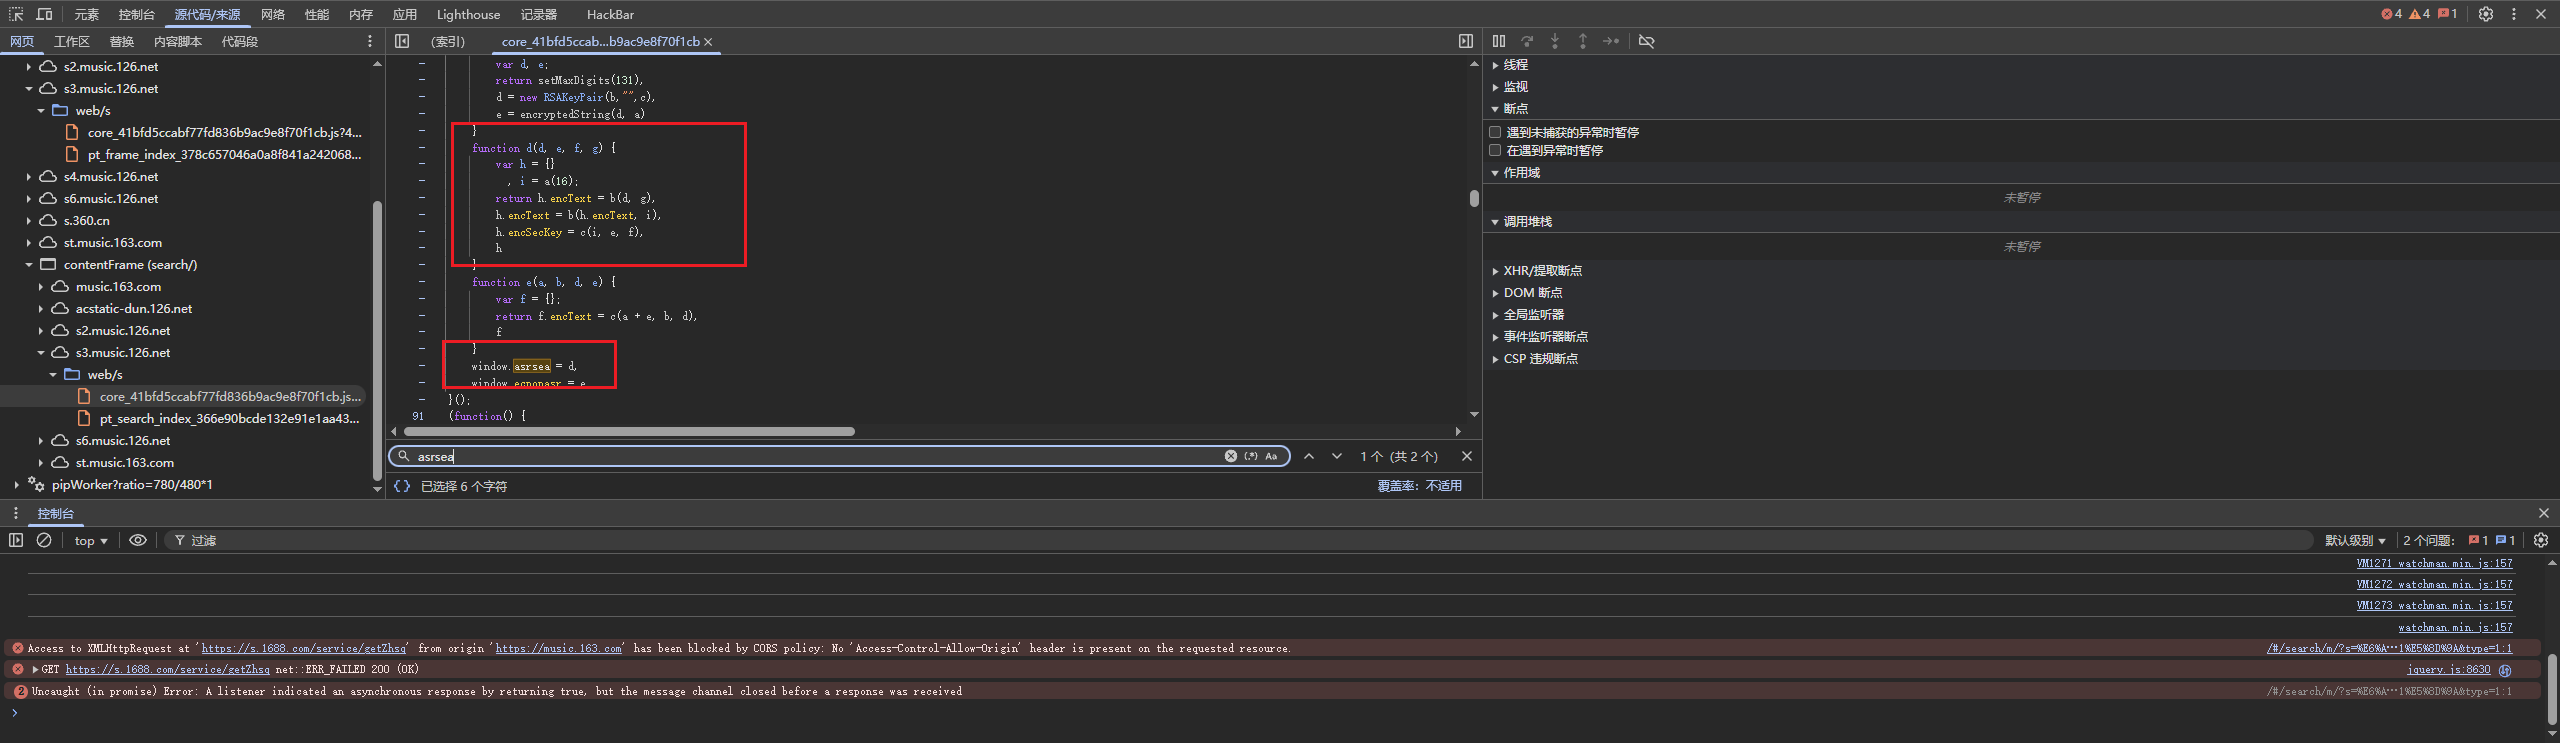 元素 控制台 源代码/来源 网络 性能 内存 应用 Lighthouse 记录器 HackBar 4 4 1
网页 工作区 替换 内容脚本 代码段
s2.music.126.net
s3.music.126.net
web/s
core_41bfd5ccabf77fd836b9ac9e8f70f1cb.js?4...
pt_frame_index_378c657046a0a8f841a242068...
s4.music.126.net
s6.music.126.net
s.360.cn
st.music.163.com
contentFrame (search/)
music.163.com
acstatic-dun.126.net
s2.music.126.net
s3.music.126.net
web/s
core_41bfd5ccabf77fd836b9ac9e8f70f1cb.js...
pt_search_index_366e90bcde132e91e1aa43...
s6.music.126.net
st.music.163.com
pipWorker?ratio=780/480*1
(索引) core_41bfd5ccab...b9ac9e8f70f1cb ×
- var d, e;
- return setMaxDigits(131),
- d = new RSAKeyPair(b,"",c),
- e = encryptedString(d, a)
- }
- function d(d, e, f, g) {
- var h = {}
- , i = a(16);
- return h.encText = b(d, g),
- h.encText = b(h.encText, i),
- h.encSecKey = c(i, e, f),
- h
- }
- function e(a, b, d, e) {
- var f = {};
- return f.encText = c(a + e, b, d),
- f
- }
- window.asrsea = d,
- window.ecnonasr = e
- }();
91 (function() {
asrsea (.*) Aa 1 个 (共 2 个)
{ } 已选择 6 个字符 覆盖率: 不适用
线程
监视
断点
遇到未捕获的异常时暂停
在遇到异常时暂停
作用域
未暂停
调用堆栈
未暂停
XHR/提取断点
DOM 断点
全局监听器
事件监听器断点
CSP 违规断点
控制台
top 过滤 默认级别 2 个问题: 1 1
VM1271 watchman.min.js:157
VM1272 watchman.min.js:157
VM1273 watchman.min.js:157
watchman.min.js:157
Access to XMLHttpRequest at 'https://s.1688.com/service/getZhsq' from origin 'https://music.163.com' has been blocked by CORS policy: No 'Access-Control-Allow-Origin' header is present on the requested resource. /#/search/m/?s=%E6%A…1%E5%8D%9A&type=1:1
GET https://s.1688.com/service/getZhsq net::ERR_FAILED 200 (OK) jquery.js:8630
2 Uncaught (in promise) Error: A listener indicated an asynchronous response by returning true, but the message channel closed before a response was received /#/search/m/?s=%E6%A…1%E5%8D%9A&type=1:1
>